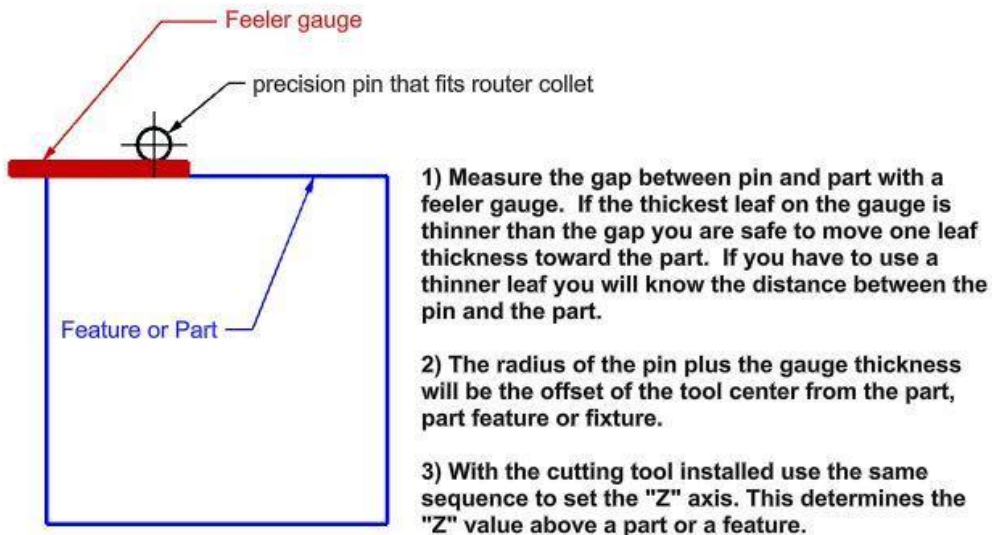 Feeler gauge
precision pin that fits router collet
Feature or Part
1) Measure the gap between pin and part with a
feeler gauge.  If the thickest leaf on the gauge is
thinner than the gap you are safe to move one leaf
thickness toward the part.  If you have to use a
thinner leaf you will know the distance between the
pin and the part.
2) The radius of the pin plus the gauge thickness
will be the offset of the tool center from the part,
part feature or fixture.
3) With the cutting tool installed use the same
sequence to set the "Z" axis. This determines the
"Z" value above a part or a feature.